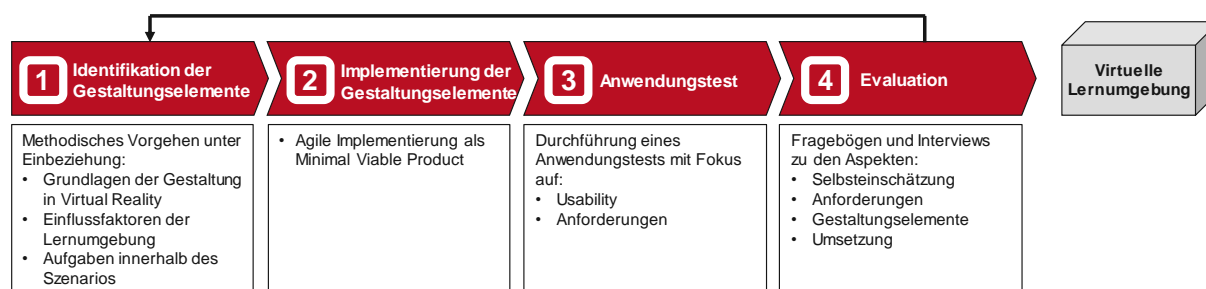 1
Identifikation der
Gestaltungselemente
2
Implementierung der
Gestaltungselemente
3
Anwendungstest
4
Evaluation
Virtuelle
Lernumgebung
Methodisches Vorgehen unter
Einbeziehung:
• Grundlagen der Gestaltung
in Virtual Reality
• Einflussfaktoren der
Lernumgebung
• Aufgaben innerhalb des
Szenarios
• Agile Implementierung als
Minimal Viable Product
Durchführung eines
Anwendungstests mit Fokus
auf:
• Usability
• Anforderungen
Fragebögen und Interviews
zu den Aspekten:
• Selbsteinschätzung
• Anforderungen
• Gestaltungselemente
• Umsetzung